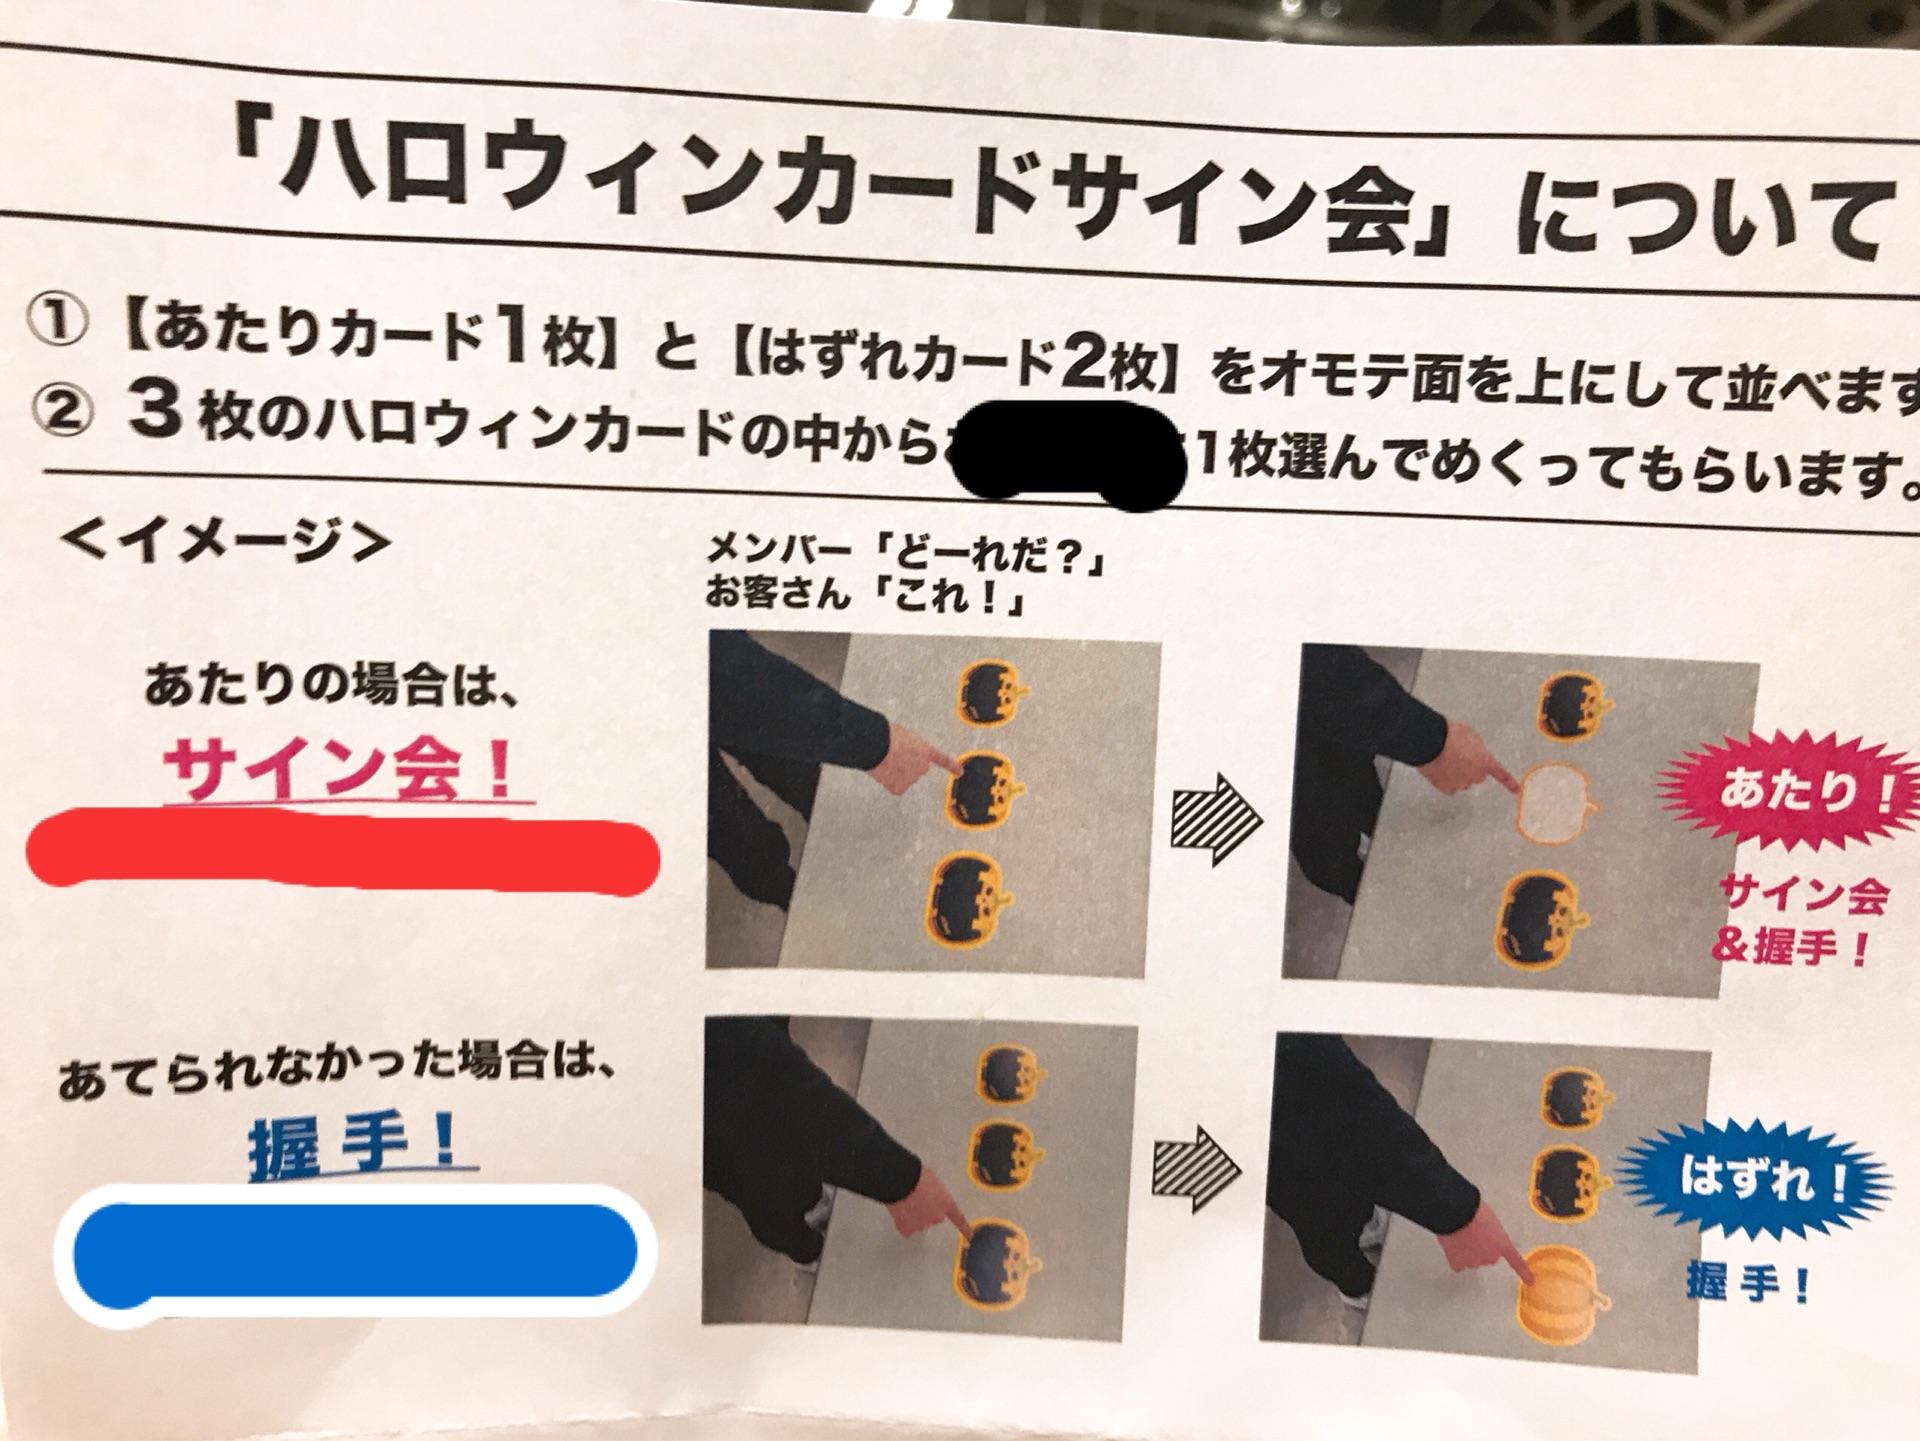 「ハロウィンカードサイン会」について
①【あたりカード1枚】と【はずれカード2枚】をオモテ面を上にして並べます
② 3枚のハロウィンカードの中から 1枚選んでめくってもらいます。
＜イメージ＞
メンバー「どーれだ？」
お客さん「これ！」
あたりの場合は、
サイン会！
あたり！
サイン会
＆握手！
あてられなかった場合は、
握手！
はずれ！
握手！